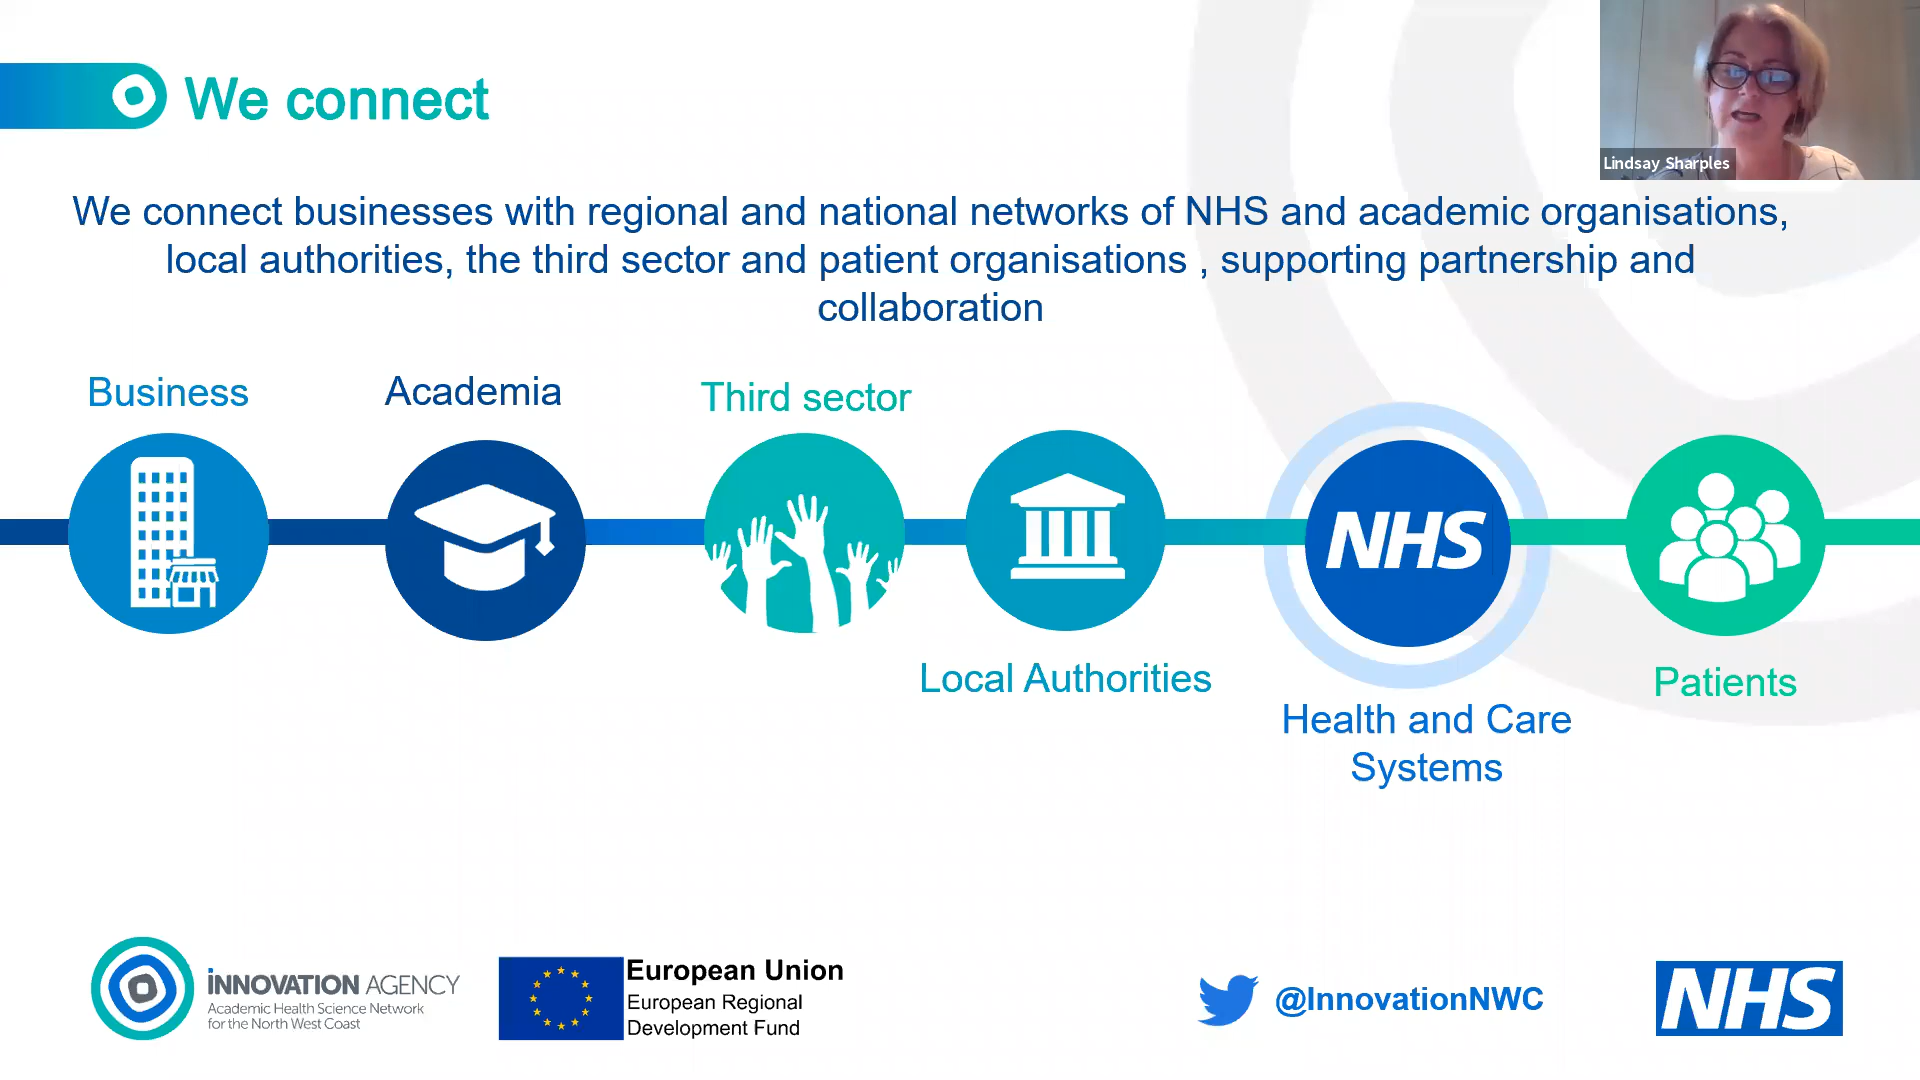 We connect
Lindsay Sharples
We connect businesses with regional and national networks of NHS and academic organisations,
local authorities, the third sector and patient organisations , supporting partnership and
collaboration
Business
Academia
Third sector
NHS
Local Authorities
Health and Care
Systems
Patients
iNNOVATION AGENCY
Academic Health Science Network
for the North West Coast
European Union
European Regional
Development Fund
@InnovationNWC
NHS